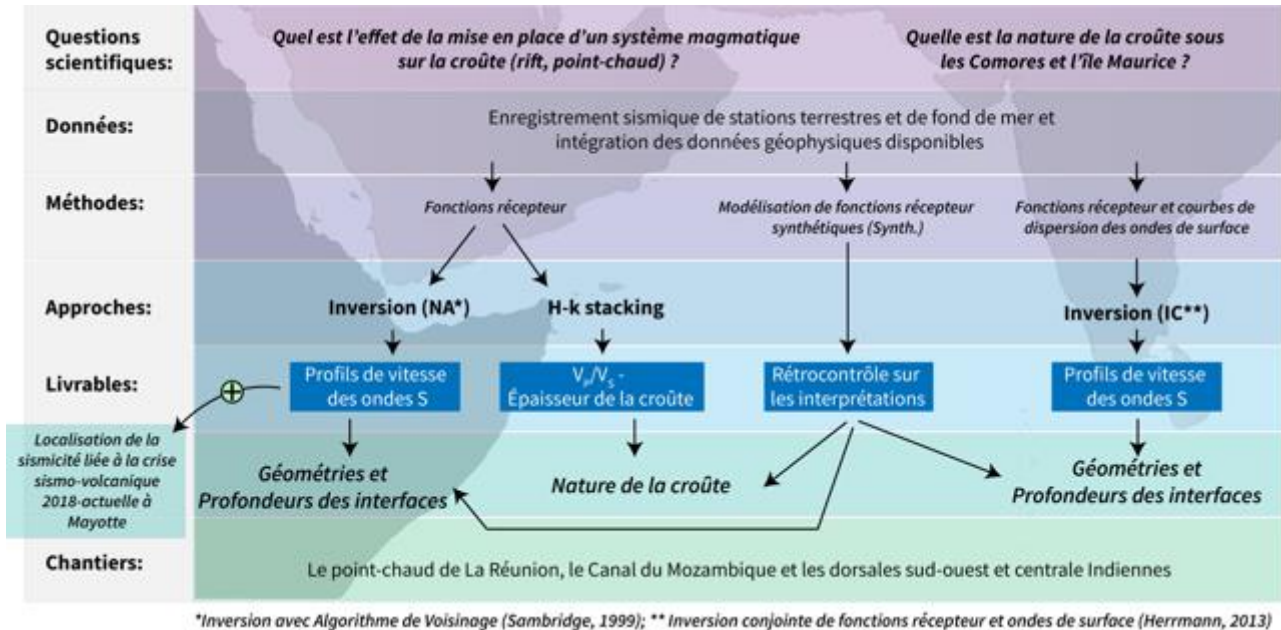 Questions
scientifiques:
Quel est l'effet de la mise en place d'un système magmatique
sur la croûte (rift, point-chaud) ?
Quelle est la nature de la croûte sous
les Comores et l'île Maurice ?
Données:
Enregistrement sismique de stations terrestres et de fond de mer et
intégration des données géophysiques disponibles
Méthodes:
Fonctions récepteur
Modélisation de fonctions récepteur
synthétiques (Synth.)
Fonctions récepteur et courbes de
dispersion des ondes de surface
Approches:
Inversion (NA*)
H-k stacking
Inversion (IC**)
Livrables:
Profils de vitesse
des ondes S
Vₚ/Vₛ -
Épaisseur de la croûte
Rétrocontrôle sur
les interprétations
Profils de vitesse
des ondes S
Localisation de la
sismicité liée à la crise
sismo-volcanique
2018-actuelle à
Mayotte
Géométries et
Profondeurs des interfaces
Nature de la croûte
Géométries et
Profondeurs des interfaces
Chantiers:
Le point-chaud de La Réunion, le Canal du Mozambique et les dorsales sud-ouest et centrale Indiennes
*Inversion avec Algorithme de Voisinage (Sambridge, 1999); ** Inversion conjointe de fonctions récepteur et ondes de surface (Herrmann, 2013)